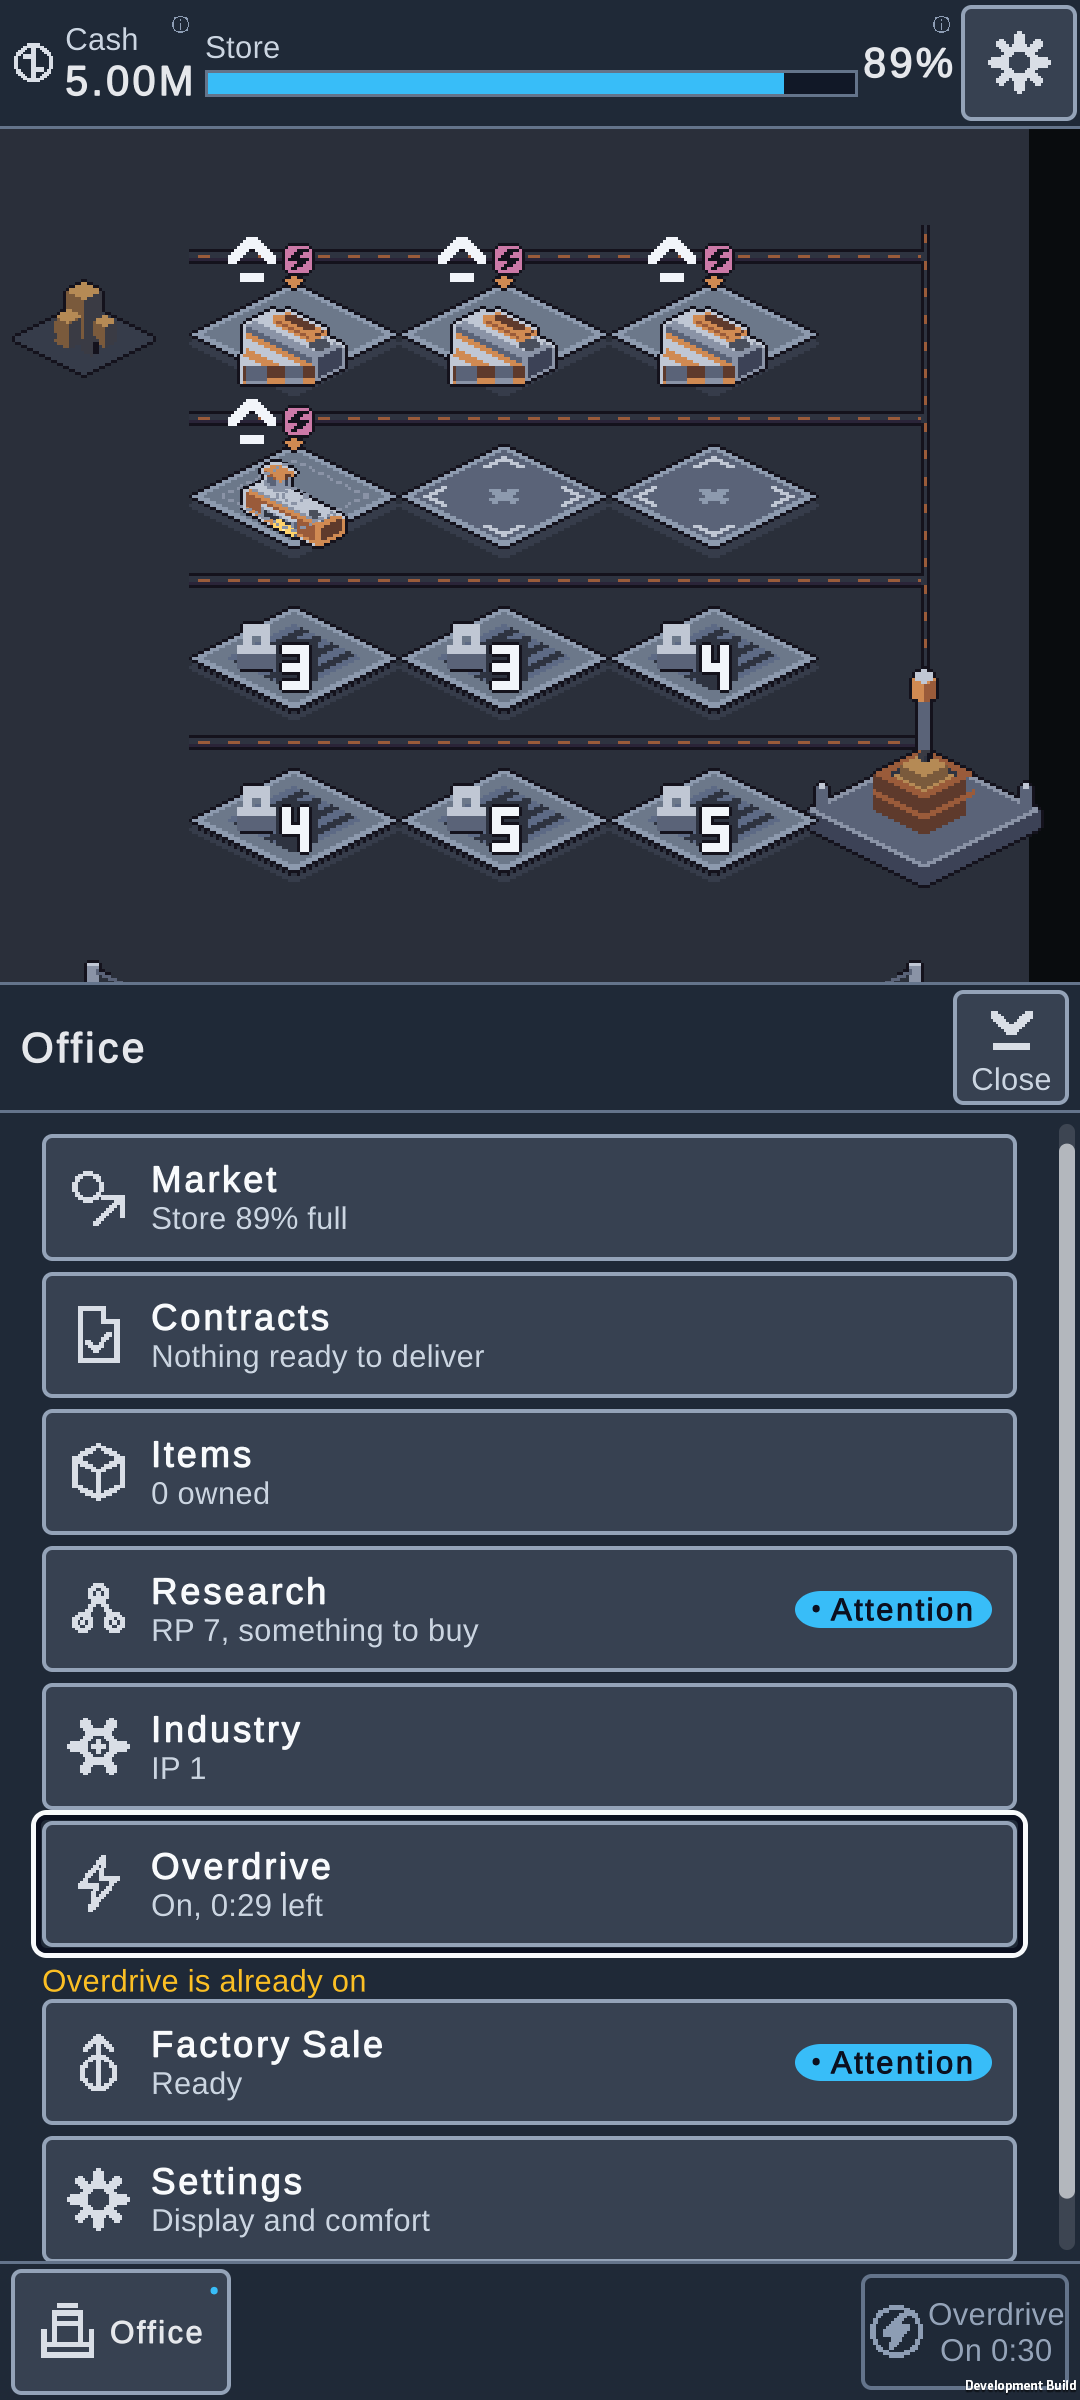 Cash
5.00M
Store
89%
3
3
4
4
5
5
Office
Close
Market
Store 89% full
Contracts
Nothing ready to deliver
Items
0 owned
Research
RP 7, something to buy
• Attention
Industry
IP 1
Overdrive
On, 0:29 left
Overdrive is already on
Factory Sale
Ready
• Attention
Settings
Display and comfort
Office
Overdrive
On 0:30
Development Build